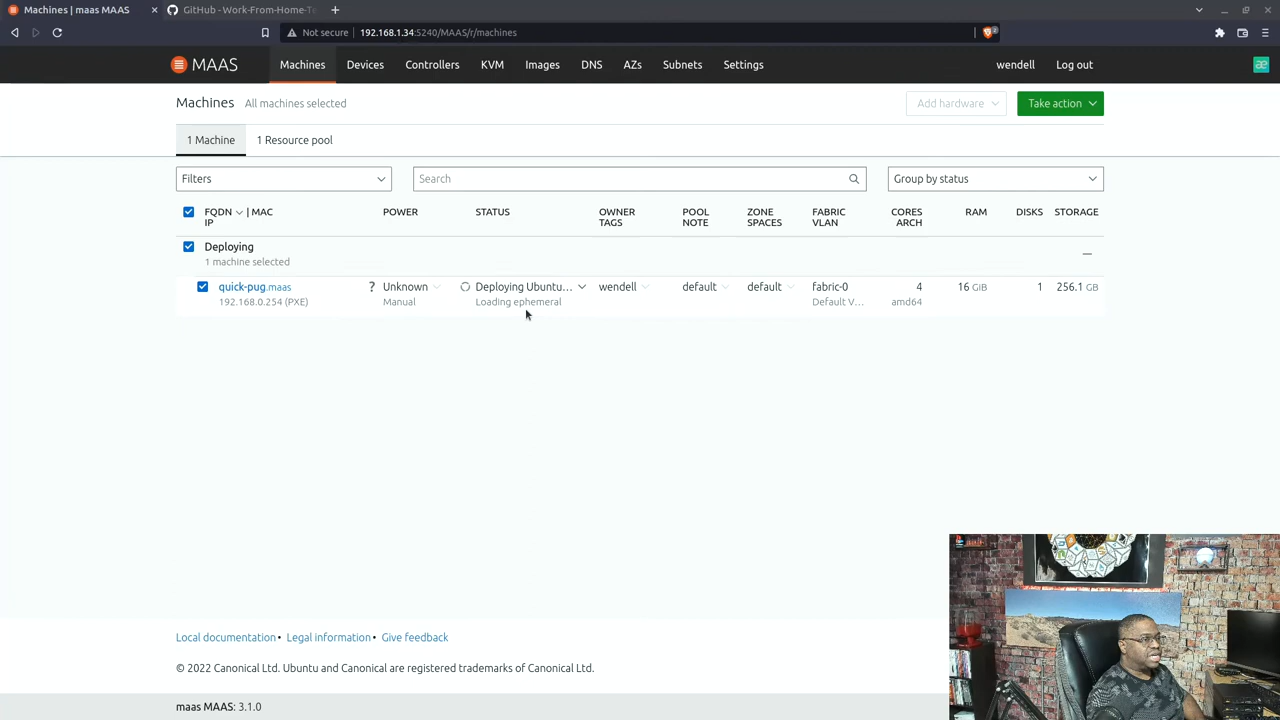 Machines | maas MAAS
GitHub - Work-From-Home-Te
Not secure
192.168.1.34:5240/MAAS/r/machines
MAAS
Machines
Devices
Controllers
KVM
Images
DNS
AZs
Subnets
Settings
wendell
Log out
Machines
All machines selected
Add hardware
Take action
1 Machine
1 Resource pool
Filters
Search
Group by status
FQDN | MAC
IP
POWER
STATUS
OWNER
TAGS
POOL
NOTE
ZONE
SPACES
FABRIC
VLAN
CORES
ARCH
RAM
DISKS
STORAGE
Deploying
1 machine selected
quick-pug.maas
192.168.0.254 (PXE)
? Unknown
Manual
Deploying Ubuntu...
Loading ephemeral
wendell
default
default
fabric-0
Default V...
4
amd64
16 GIB
1
256.1 GB
Local documentation •
Legal information •
Give feedback
© 2022 Canonical Ltd. Ubuntu and Canonical are registered trademarks of Canonical Ltd.
maas MAAS: 3.1.0